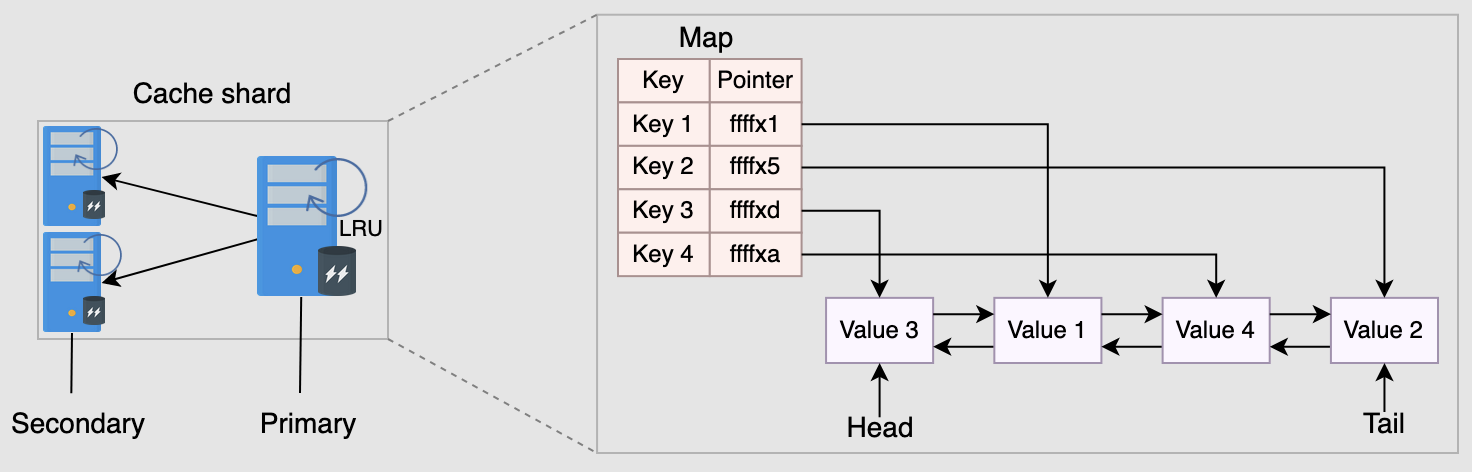 Cache shard
LRU
Secondary
Primary
Map
Key Pointer
Key 1 ffffx1
Key 2 ffffx5
Key 3 ffffxd
Key 4 ffffxa
Value 3 Value 1 Value 4 Value 2
Head
Tail